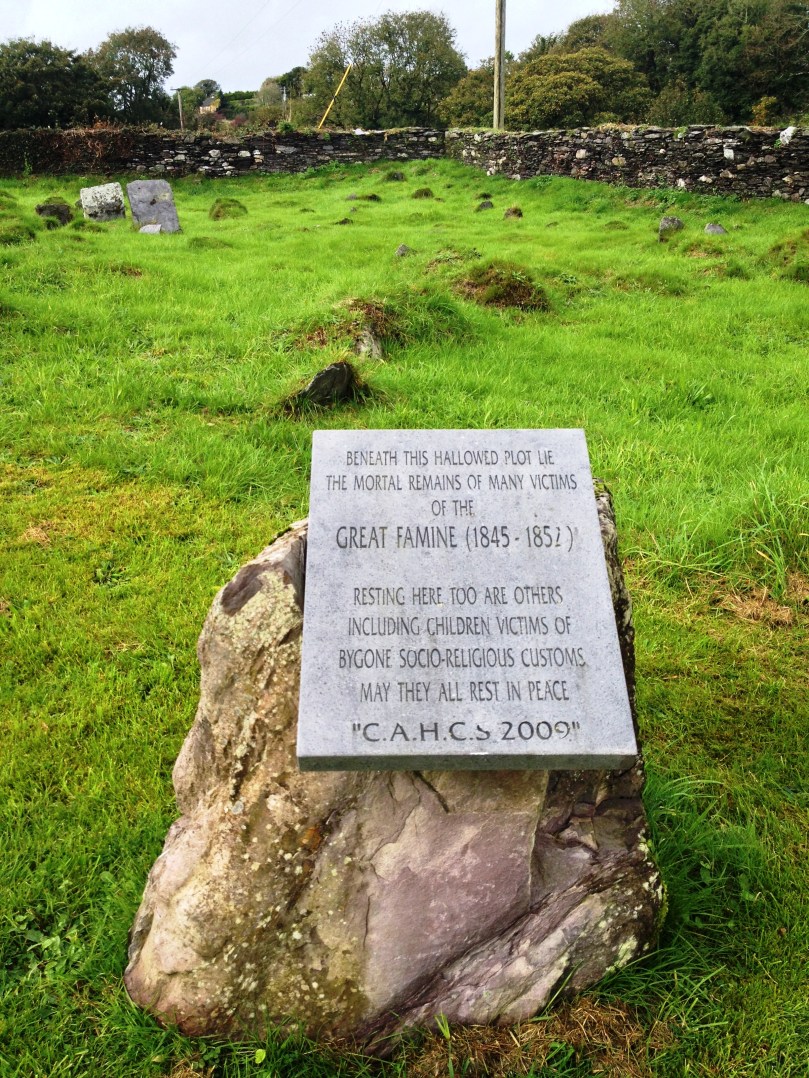 BENEATH THIS HALLOWED PLOT LIE
THE MORTAL REMAINS OF MANY VICTIMS
OF THE
GREAT FAMINE (1845 - 1852)
RESTING HERE TOO ARE OTHERS
INCLUDING CHILDREN VICTIMS OF
BYGONE SOCIO-RELIGIOUS CUSTOMS
MAY THEY ALL REST IN PEACE
"C.A.H.C.S 2009"